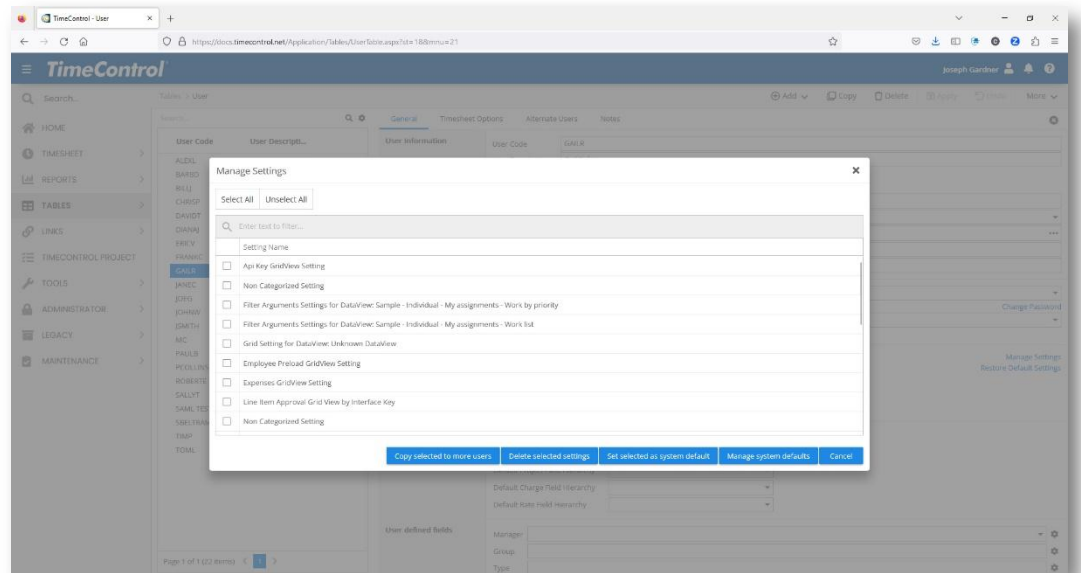 TimeControl - User
https://docs.timecontrol.net/Application/Tables/UserTable.aspx?id=188&mnu=21
TimeControl
Joseph Gardner
Search...
Tables > User
Add
Copy
Delete
Apply
More
HOME
TIMESHEET
REPORTS
TABLES
LINKS
TIMECONTROL PROJECT
TOOLS
ADMINISTRATOR
LEGACY
MAINTENANCE
Search...
User Code User Descripti...
ALEXL
BILLJ
CHRISP
DAVIDT
DIANAJ
ERICV
FRANKC
GAILB
JANEC
JSMITH
MC
PAULB
PCOLLINS
ROBERTE
SALLYT
SAML TES
TIMP
TOML
Page 1 of 1 (22 items) 1
General Timesheet Options Alternate Users Notes
User Information
User Code GAILB
Manage Settings
Select All Unselect All
Enter text to filter...
Setting Name
Api Key GridView Setting
Non Categorized Setting
Filter Arguments Settings for DataView: Sample - Individual - My assignments - Work by priority
Filter Arguments Settings for DataView: Sample - Individual - My assignments - Work list
Grid Setting for DataView: Unknown DataView
Employee Preload GridView Setting
Expenses GridView Setting
Line Item Approval Grid View by Interface Key
Non Categorized Setting
Copy selected to more users
Delete selected settings
Set selected as system default
Manage system defaults
Cancel
Change Password
Manage Settings
Restore Default Settings
Default Charge Field Hierarchy
Default Rate Field Hierarchy
User defined fields
Manager
Group
Type